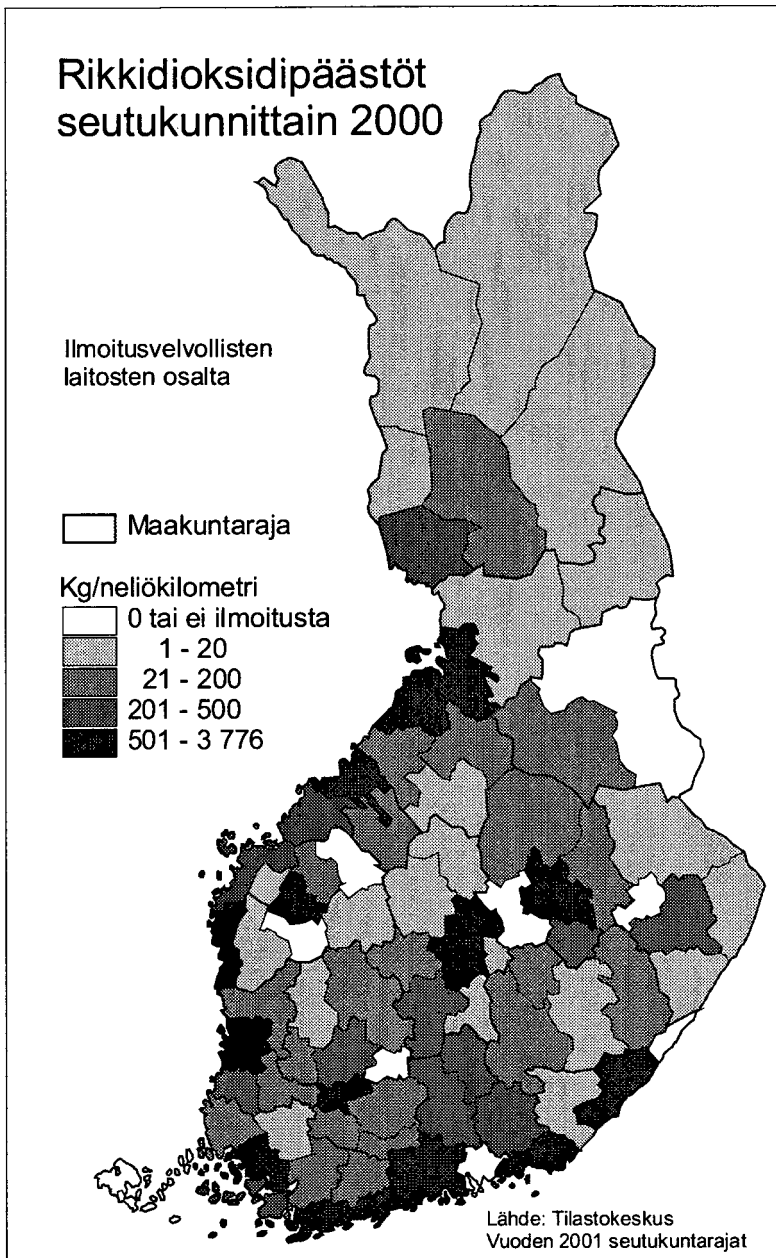 Rikkidioksidipäästöt
seutukunnittain 2000
Ilmoitusvelvollisten
laitosten osalta
Maakuntaraja
Kg/neliökilometri
0 tai ei ilmoitusta
1 - 20
21 - 200
201 - 500
501 - 3 776
Lähde: Tilastokeskus
Vuoden 2001 seutukuntarajat